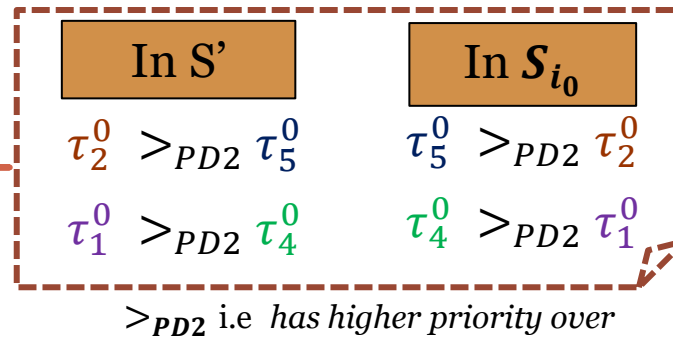 In S’ In S_{i_0}
τ_2^0 >_{PD2} τ_5^0 τ_5^0 >_{PD2} τ_2^0
τ_1^0 >_{PD2} τ_4^0 τ_4^0 >_{PD2} τ_1^0
>_{PD2} i.e has higher priority over